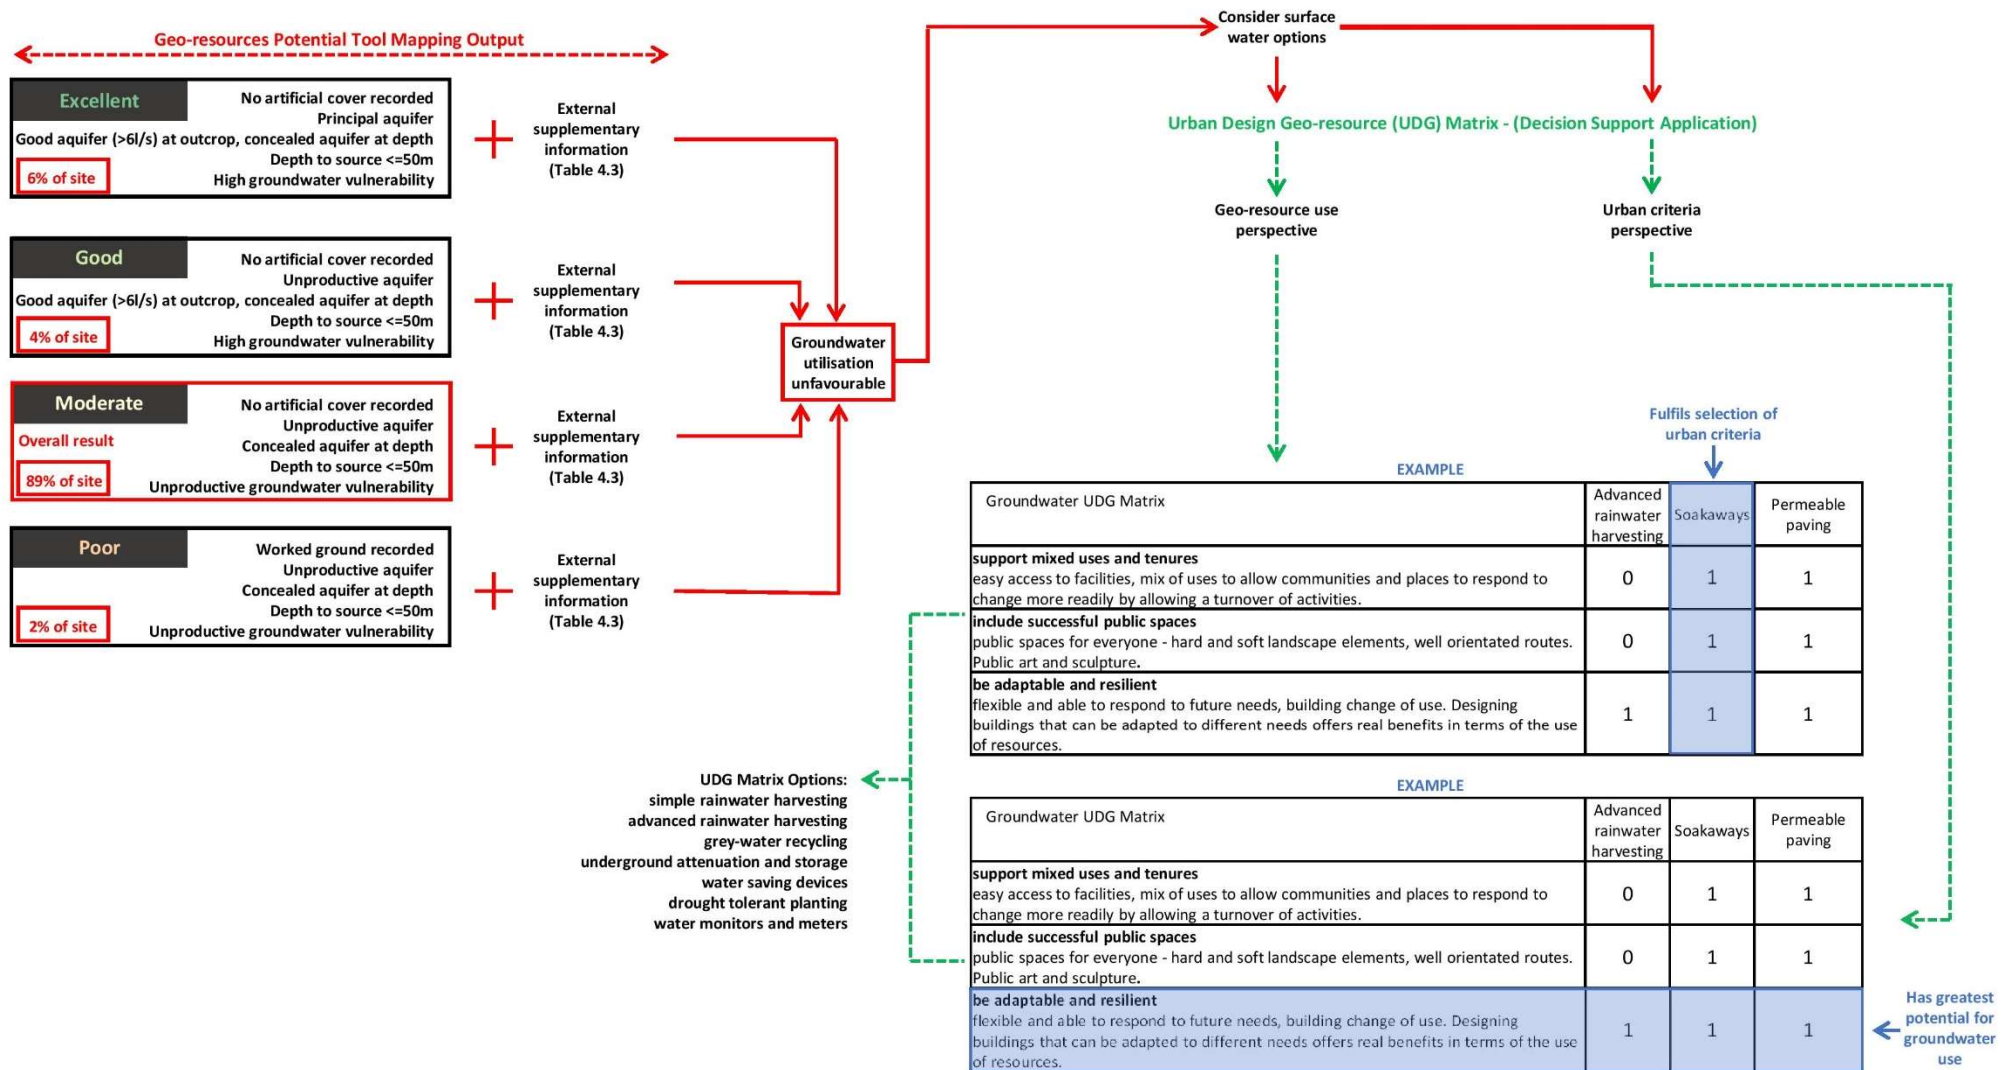 Geo-resources Potential Tool Mapping Output
Excellent
No artificial cover recorded
Principal aquifer
Good aquifer (>6l/s) at outcrop, concealed aquifer at depth
Depth to source <=50m
6% of site
High groundwater vulnerability
External
supplementary
information
(Table 4.3)
Good
No artificial cover recorded
Unproductive aquifer
Good aquifer (>6l/s) at outcrop, concealed aquifer at depth
Depth to source <=50m
4% of site
High groundwater vulnerability
External
supplementary
information
(Table 4.3)
Moderate
No artificial cover recorded
Unproductive aquifer
Overall result
Concealed aquifer at depth
Depth to source <=50m
89% of site
Unproductive groundwater vulnerability
External
supplementary
information
(Table 4.3)
Poor
Worked ground recorded
Unproductive aquifer
Concealed aquifer at depth
Depth to source <=50m
2% of site
Unproductive groundwater vulnerability
External
supplementary
information
(Table 4.3)
Groundwater
utilisation
unfavourable
Consider surface
water options
Urban Design Geo-resource (UDG) Matrix - (Decision Support Application)
Geo-resource use
perspective
Urban criteria
perspective
Fulfils selection of
urban criteria
EXAMPLE
Groundwater UDG Matrix
Advanced
rainwater
harvesting
Soakaways
Permeable
paving
support mixed uses and tenures
easy access to facilities, mix of uses to allow communities and places to respond to
change more readily by allowing a turnover of activities.
0
1
1
include successful public spaces
public spaces for everyone - hard and soft landscape elements, well orientated routes.
Public art and sculpture.
0
1
1
be adaptable and resilient
flexible and able to respond to future needs, building change of use. Designing
buildings that can be adapted to different needs offers real benefits in terms of the use
of resources.
1
1
1
UDG Matrix Options:
simple rainwater harvesting
advanced rainwater harvesting
grey-water recycling
underground attenuation and storage
water saving devices
drought tolerant planting
water monitors and meters
EXAMPLE
Groundwater UDG Matrix
Advanced
rainwater
harvesting
Soakaways
Permeable
paving
support mixed uses and tenures
easy access to facilities, mix of uses to allow communities and places to respond to
change more readily by allowing a turnover of activities.
0
1
1
include successful public spaces
public spaces for everyone - hard and soft landscape elements, well orientated routes.
Public art and sculpture.
0
1
1
be adaptable and resilient
flexible and able to respond to future needs, building change of use. Designing
buildings that can be adapted to different needs offers real benefits in terms of the use
of resources.
1
1
1
Has greatest
potential for
groundwater
use